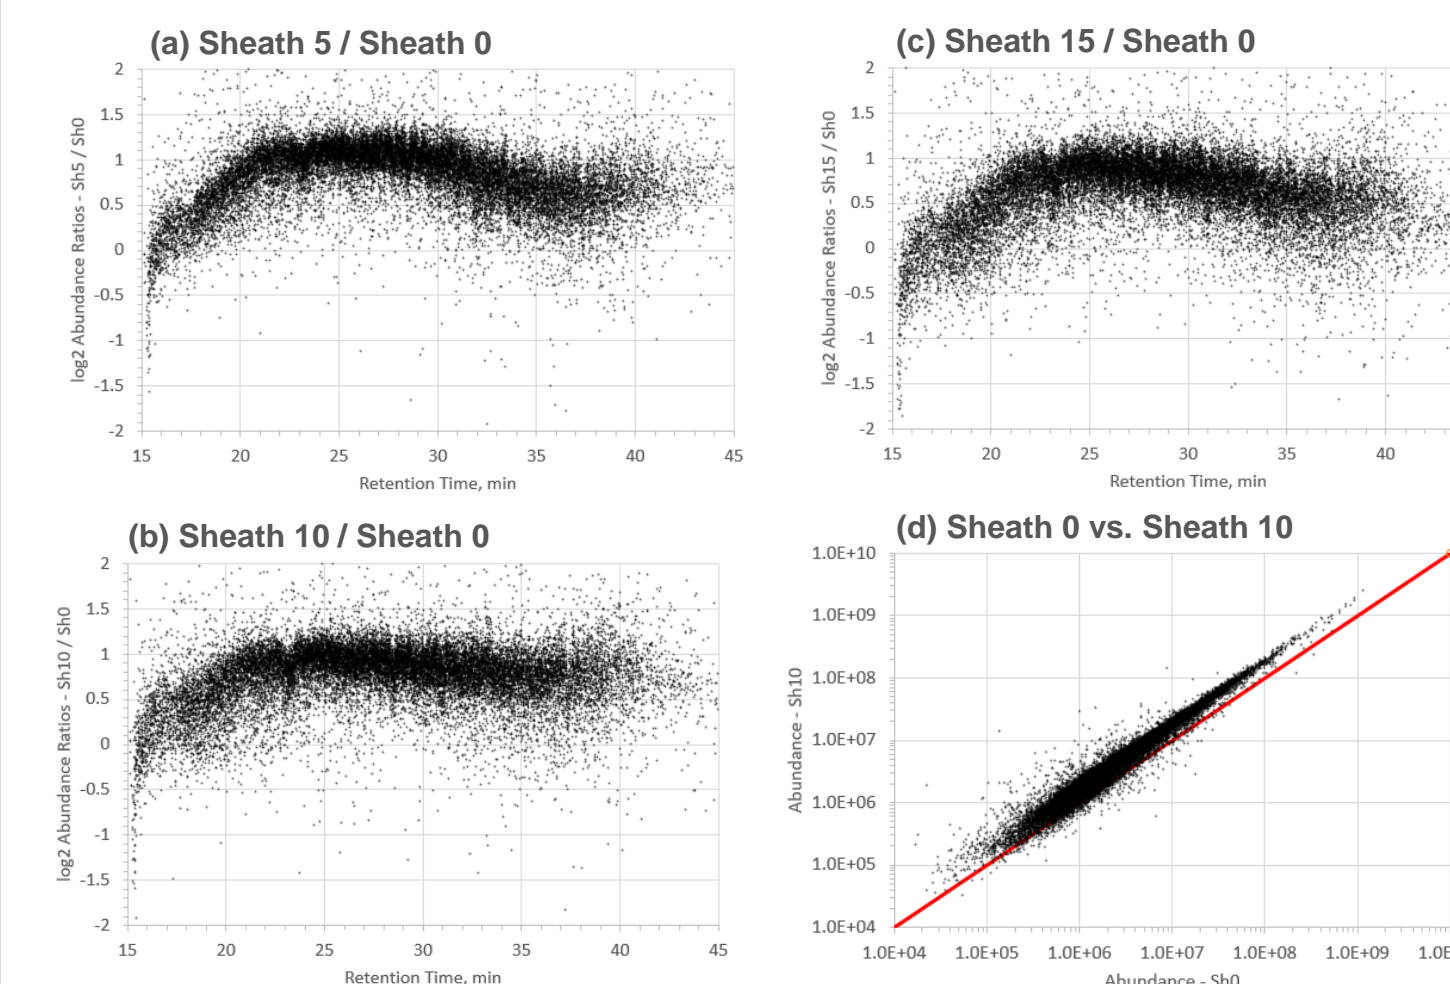 (a) Sheath 5 / Sheath 0
log2 Abundance Ratios - Sh5 / Sh0
2
1.5
1
0.5
0
-0.5
-1
-1.5
-2
15 20 25 30 35 40 45
Retention Time, min
(c) Sheath 15 / Sheath 0
log2 Abundance Ratios - Sh15 / Sh0
2
1.5
1
0.5
0
-0.5
-1
-1.5
-2
15 20 25 30 35 40
Retention Time, min
(b) Sheath 10 / Sheath 0
log2 Abundance Ratios - Sh10 / Sh0
2
1.5
1
0.5
0
-0.5
-1
-1.5
-2
15 20 25 30 35 40 45
Retention Time, min
(d) Sheath 0 vs. Sheath 10
Abundance - Sh10
1.0E+10
1.0E+09
1.0E+08
1.0E+07
1.0E+06
1.0E+05
1.0E+04
1.0E+04 1.0E+05 1.0E+06 1.0E+07 1.0E+08 1.0E+09
Abundance - Sh0